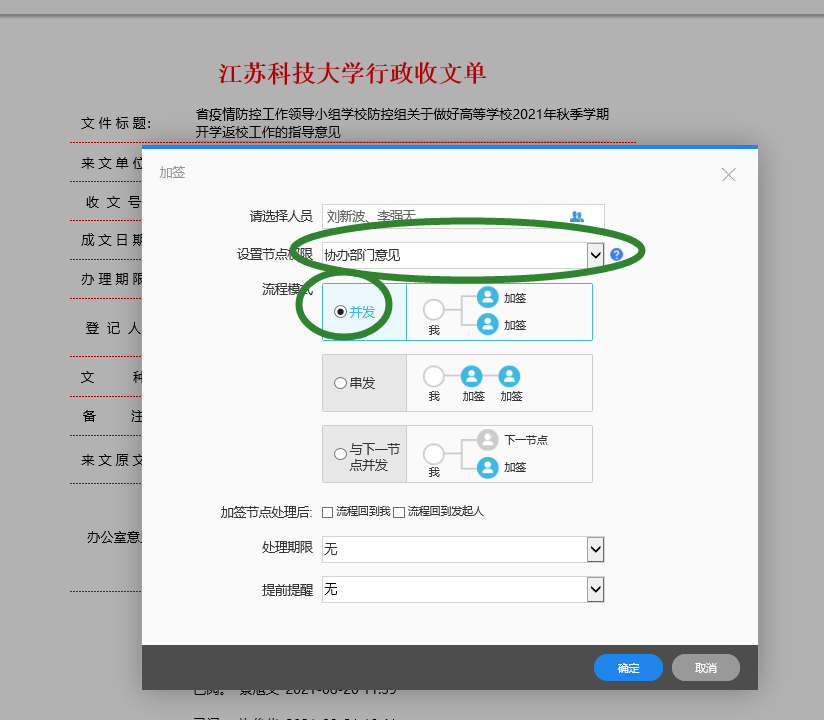 江苏科技大学行政收文单
文件标题:
省疫情防控工作领导小组学校防控组关于做好高等学校2021年秋季学期
开学返校工作的指导意见
来文单位
收文号
成文日期
办理期限
登记人
文种
备注
来文原文
办公室意见
加签
请选择人员
刘新波、李强天
设置节点权限
协办部门意见
流程模式
并发
我
加签
加签
串发
我 加签 加签
与下一节
点并发
我
下一节点
加签
加签节点处理后: 流程回到我 流程回到发起人
处理期限 无
提前提醒 无
确定 取消